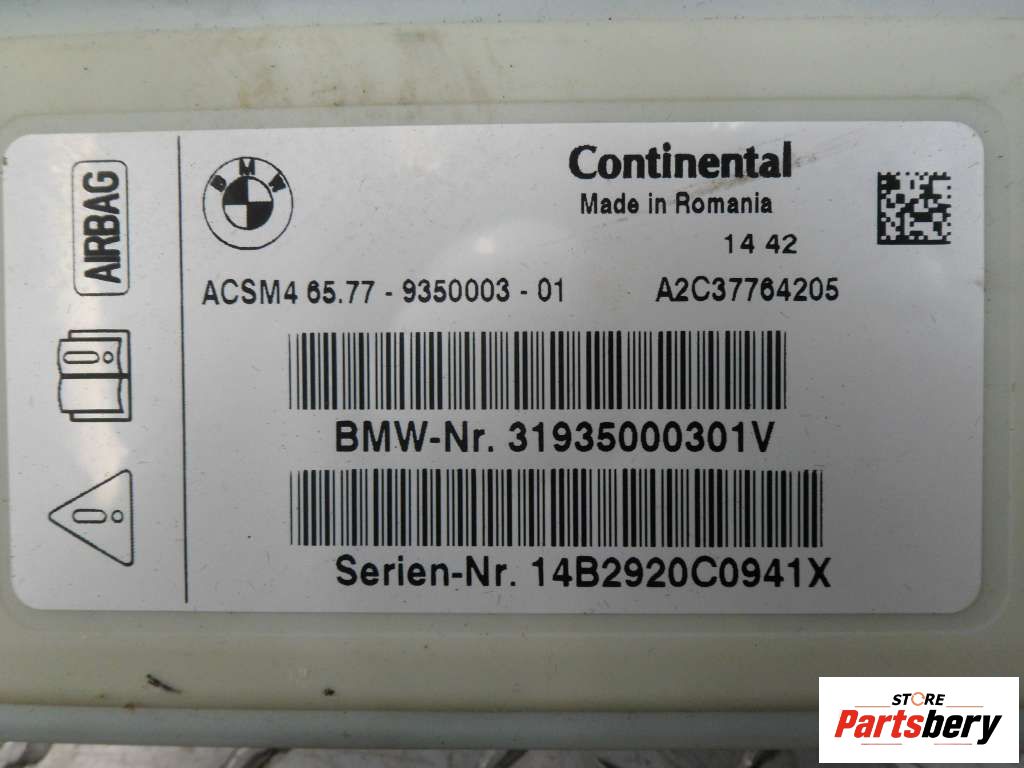 AIRBAG
BMW
Continental
Made in Romania
14 42
ACSM4 65.77 - 9350003 - 01 A2C37764205
BMW-Nr. 31935000301V
Serien-Nr. 14B2920C0941X
STORE
Partsbery